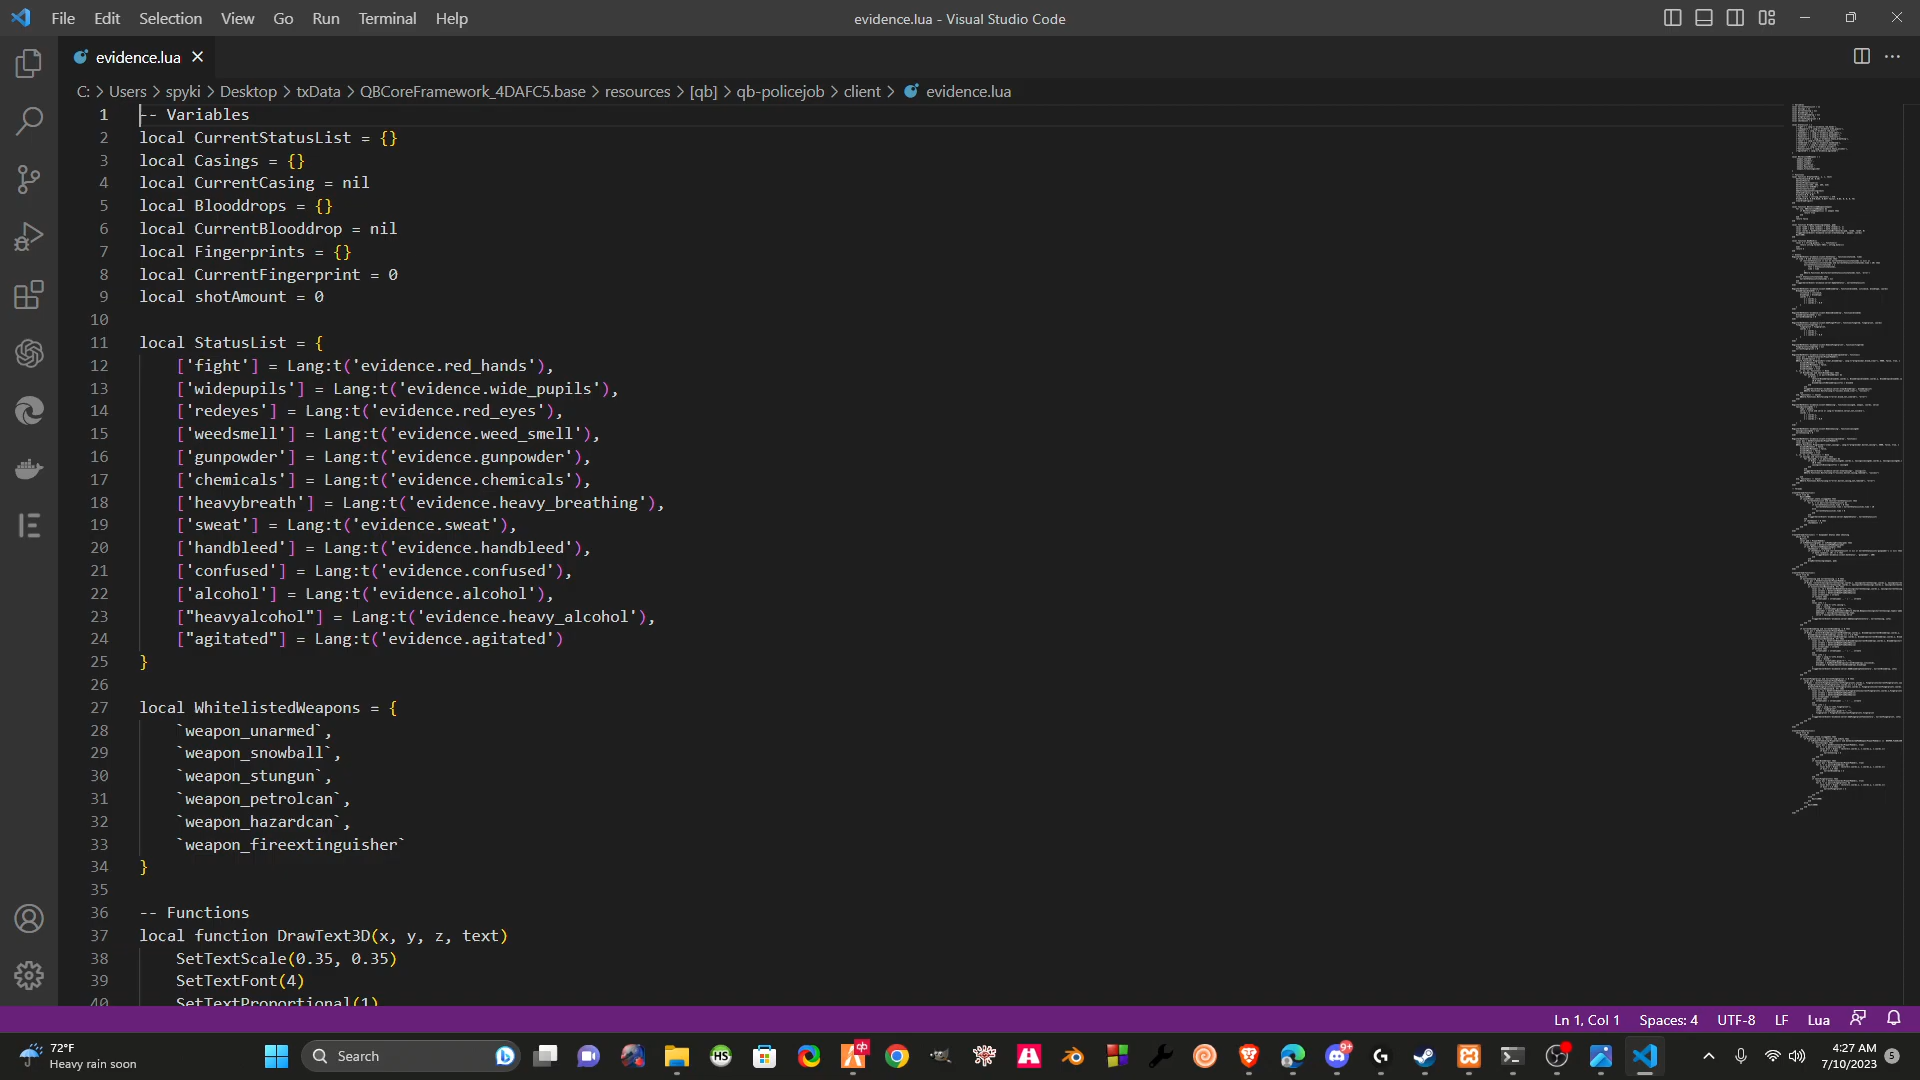 File Edit Selection View Go Run Terminal Help
evidence.lua - Visual Studio Code
evidence.lua
C: > Users > spyki > Desktop > txData > QBCoreFramework_4DAFC5.base > resources > [qb] > qb-policejob > client > evidence.lua
1 -- Variables
2 local CurrentStatusList = {}
3 local Casings = {}
4 local CurrentCasing = nil
5 local Blooddrops = {}
6 local CurrentBlooddrop = nil
7 local Fingerprints = {}
8 local CurrentFingerprint = 0
9 local shotAmount = 0
10
11 local StatusList = {
12 ['fight'] = Lang:t('evidence.red_hands'),
13 ['widepupils'] = Lang:t('evidence.wide_pupils'),
14 ['redeyes'] = Lang:t('evidence.red_eyes'),
15 ['weedsmell'] = Lang:t('evidence.weed_smell'),
16 ['gunpowder'] = Lang:t('evidence.gunpowder'),
17 ['chemicals'] = Lang:t('evidence.chemicals'),
18 ['heavybreath'] = Lang:t('evidence.heavy_breathing'),
19 ['sweat'] = Lang:t('evidence.sweat'),
20 ['handbleed'] = Lang:t('evidence.handbleed'),
21 ['confused'] = Lang:t('evidence.confused'),
22 ['alcohol'] = Lang:t('evidence.alcohol'),
23 ["heavyalcohol"] = Lang:t('evidence.heavy_alcohol'),
24 ["agitated"] = Lang:t('evidence.agitated')
25 }
26
27 local WhitelistedWeapons = {
28 `weapon_unarmed`,
29 `weapon_snowball`,
30 `weapon_stungun`,
31 `weapon_petrolcan`,
32 `weapon_hazardcan`,
33 `weapon_fireextinguisher`
34 }
35
36 -- Functions
37 local function DrawText3D(x, y, z, text)
38 SetTextScale(0.35, 0.35)
39 SetTextFont(4)
40 SetTextProportional(1)
Ln 1, Col 1 Spaces: 4 UTF-8 LF Lua
72°F
Heavy rain soon
Search
HS
中
9+
4:27 AM
7/10/2023
5